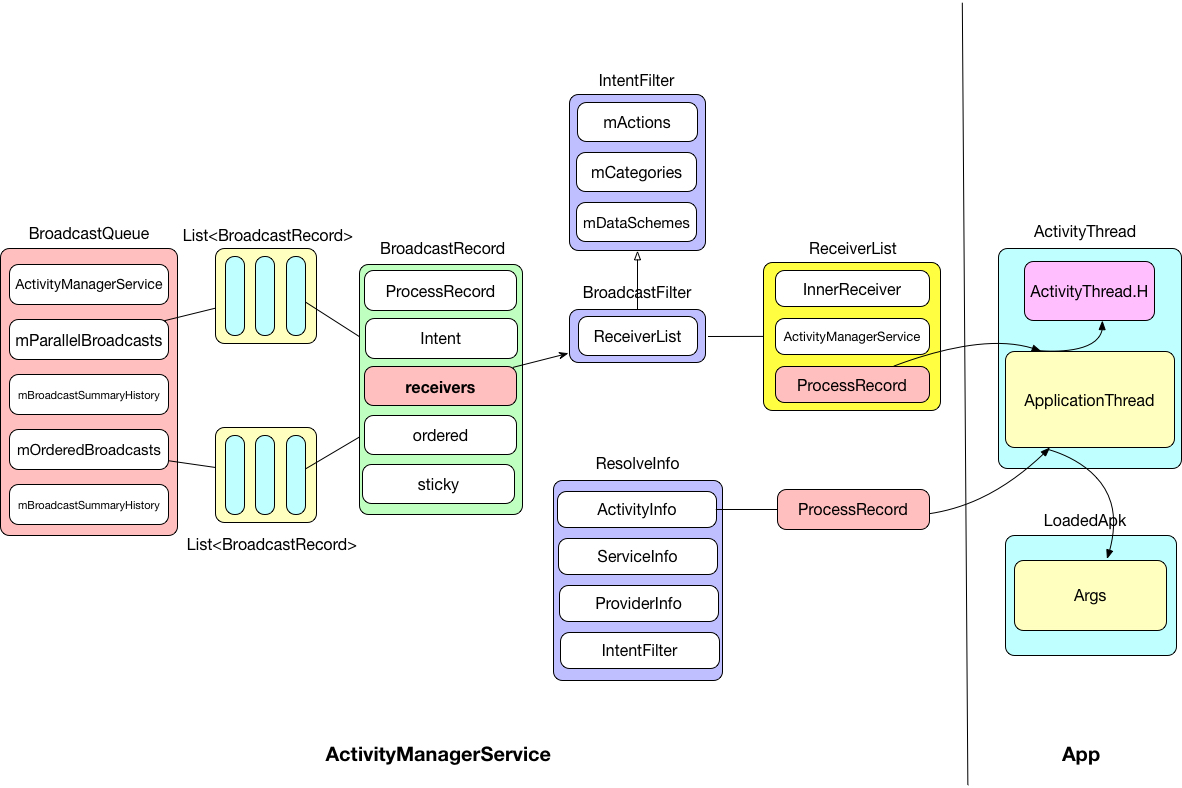 BroadcastQueue
ActivityManagerService
mParallelBroadcasts
mBroadcastSummaryHistory
mOrderedBroadcasts
mBroadcastSummaryHistory
List<BroadcastRecord>
List<BroadcastRecord>
BroadcastRecord
ProcessRecord
Intent
receivers
ordered
sticky
IntentFilter
mActions
mCategories
mDataSchemes
BroadcastFilter
ReceiverList
ResolveInfo
ActivityInfo
ServiceInfo
ProviderInfo
IntentFilter
ReceiverList
InnerReceiver
ActivityManagerService
ProcessRecord
ProcessRecord
ActivityThread
ActivityThread.H
ApplicationThread
LoadedApk
Args
ActivityManagerService
App